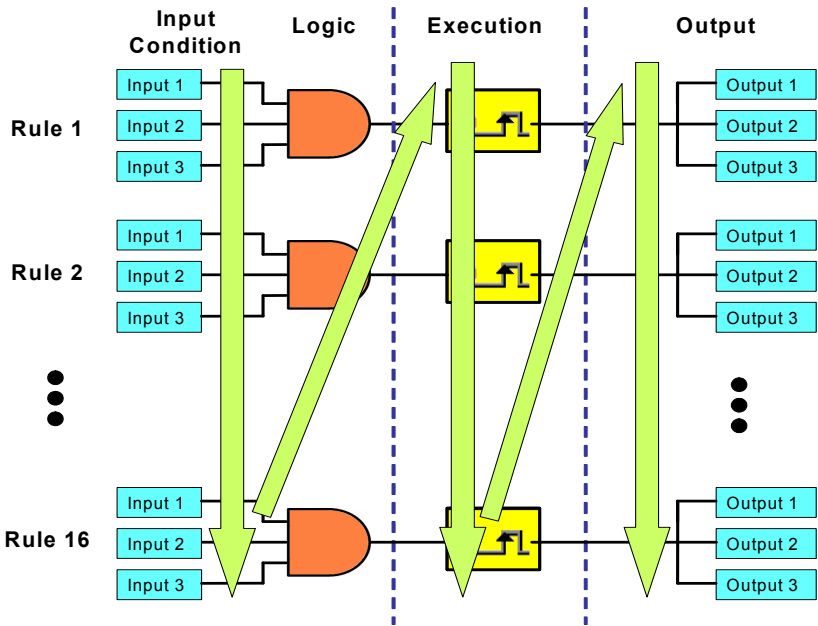 Input
Condition
Logic
Execution
Output
Rule 1
Input 1
Input 2
Input 3
Output 1
Output 2
Output 3
Rule 2
Input 1
Input 2
Input 3
Output 1
Output 2
Output 3
Rule 16
Input 1
Input 2
Input 3
Output 1
Output 2
Output 3